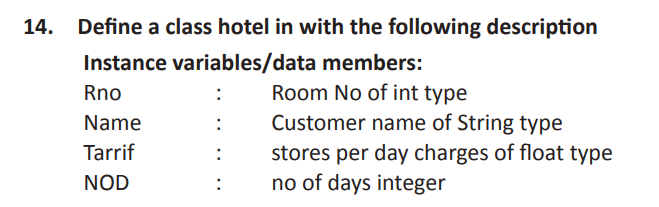 14. Define a class hotel in with the following description
Instance variables/data members:
Rno : Room No of int type
Name : Customer name of String type
Tarrif : stores per day charges of float type
NOD : no of days integer